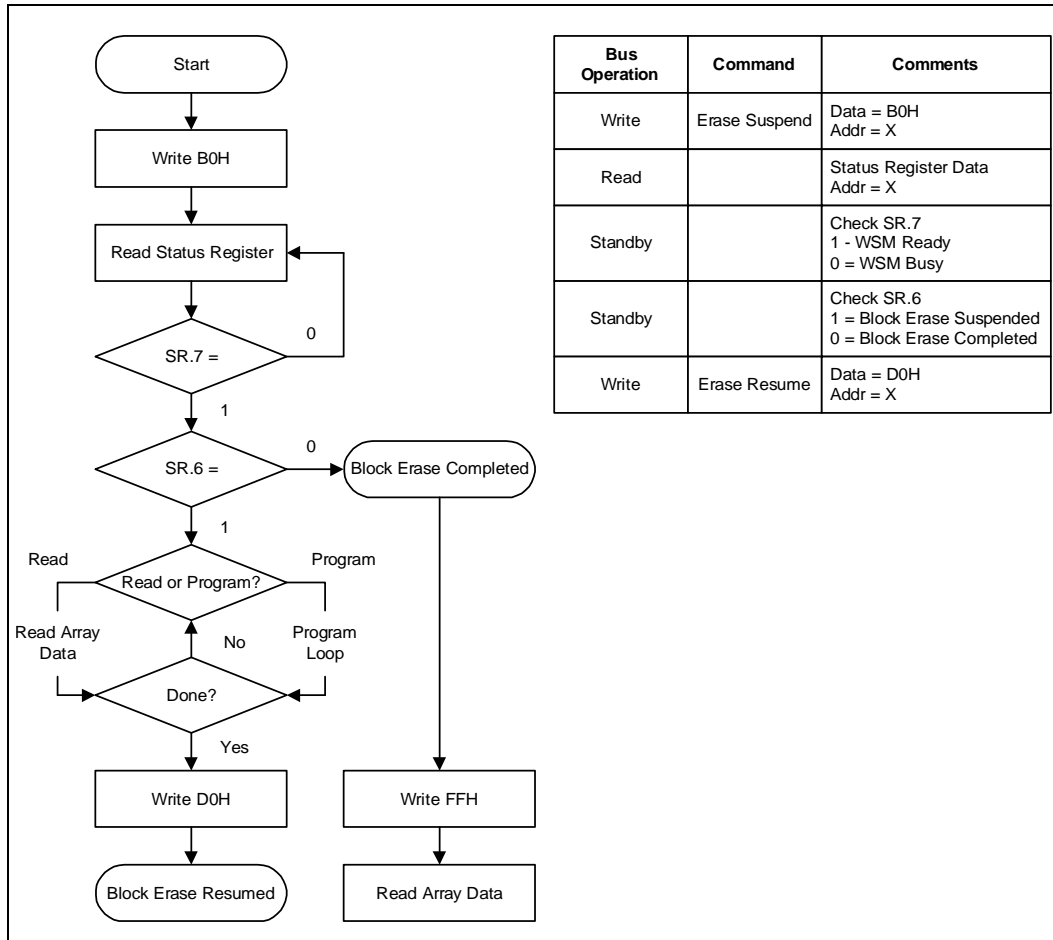 Start
Write B0H
Read Status Register
SR.7 =
0
1
SR.6 =
0
Block Erase Completed
1
Read
Read or Program?
Program
Read Array
Data
No
Program
Loop
Done?
Yes
Write D0H
Write FFH
Block Erase Resumed
Read Array Data
Bus
Operation
Command
Comments
Write
Erase Suspend
Data = B0H
Addr = X
Read
Status Register Data
Addr = X
Standby
Check SR.7
1 - WSM Ready
0 = WSM Busy
Standby
Check SR.6
1 = Block Erase Suspended
0 = Block Erase Completed
Write
Erase Resume
Data = D0H
Addr = X